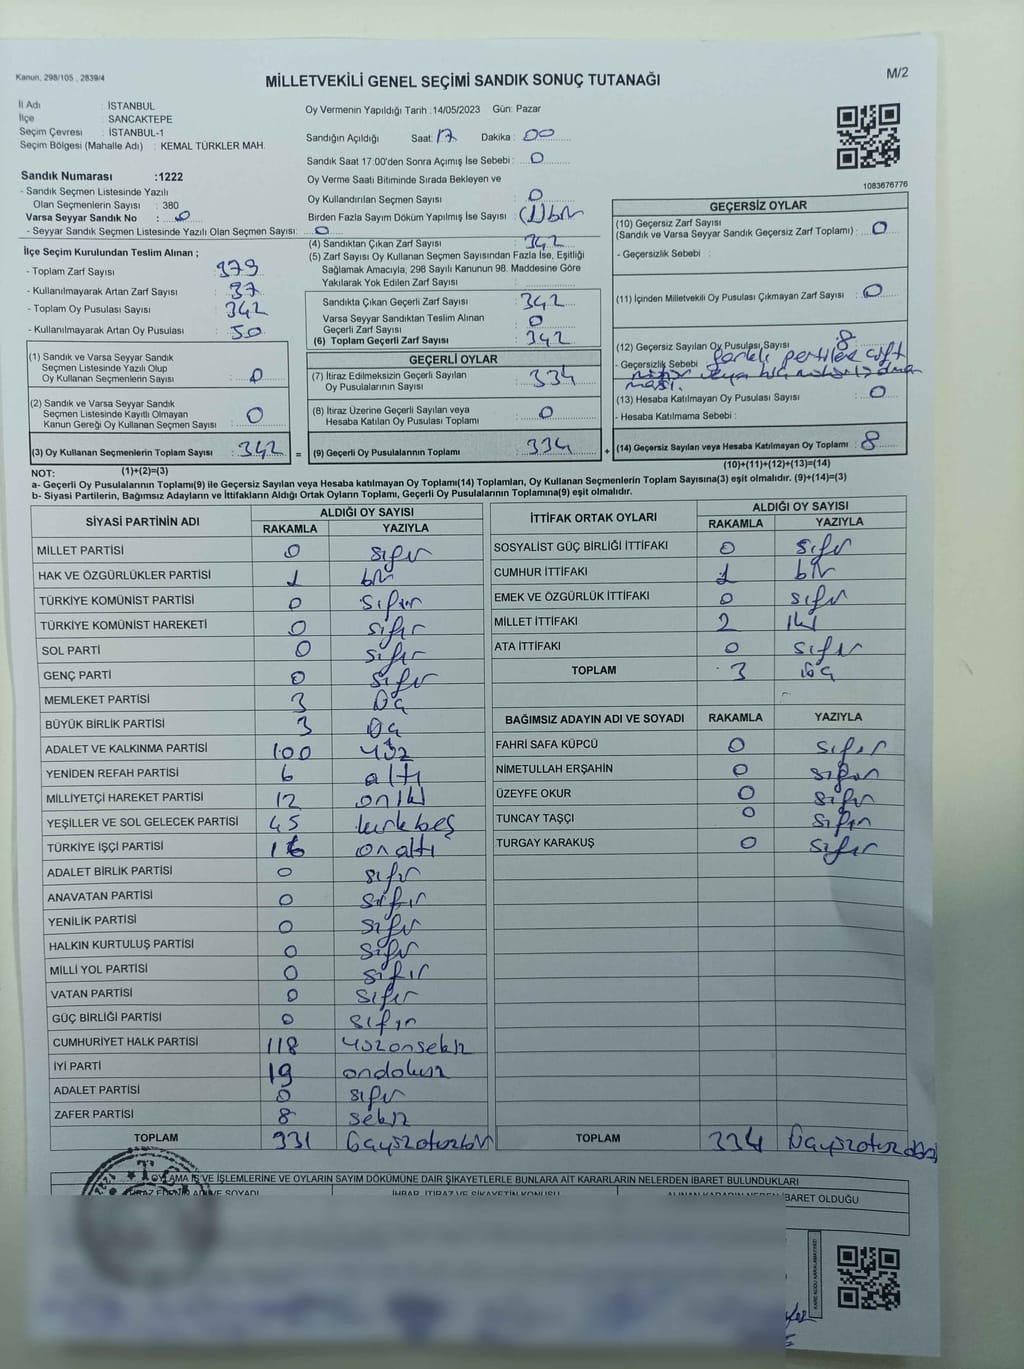 Kanun, 298/105 , 2839/4
MİLLETVEKİLİ GENEL SEÇİMİ SANDIK SONUÇ TUTANAĞI
M/2
İl Adı : İSTANBUL
İlçe : SANCAKTEPE
Seçim Çevresi : İSTANBUL-1
Seçim Bölgesi (Mahalle Adı) : KEMAL TÜRKLER MAH.
Oy Vermenin Yapıldığı Tarih :14/05/2023 Gün: Pazar
Sandığın Açıldığı Saat: 17 Dakika : 00
Sandık Saat 17:00'den Sonra Açımış İse Sebebi : 0
Oy Verme Saati Bitiminde Sırada Bekleyen ve
Oy Kullandırılan Seçmen Sayısı : 0
Birden Fazla Sayım Döküm Yapılmış İse Sayısı : (1) bir
1083676776
Sandık Numarası :1222
- Sandık Seçmen Listesinde Yazılı
Olan Seçmenlerin Sayısı : 380
Varsa Seyyar Sandık No : 0
- Seyyar Sandık Seçmen Listesinde Yazılı Olan Seçmen Sayısı: 0
İlçe Seçim Kurulundan Teslim Alınan ;
- Toplam Zarf Sayısı : 379
- Kullanılmayarak Artan Zarf Sayısı : 37
- Toplam Oy Pusulası Sayısı : 342
- Kullanılmayarak Artan Oy Pusulası : 50
(1) Sandık ve Varsa Seyyar Sandık
Seçmen Listesinde Yazılı Olup
Oy Kullanan Seçmenlerin Sayısı : 0
(2) Sandık ve Varsa Seyyar Sandık
Seçmen Listesinde Kayıtlı Olmayan
Kanun Gereği Oy Kullanan Seçmen Sayısı : 0
(3) Oy Kullanan Seçmenlerin Toplam Sayısı : 342
(4) Sandıktan Çıkan Zarf Sayısı : 342
(5) Zarf Sayısı Oy Kullanan Seçmen Sayısından Fazla İse, Eşitliği
Sağlamak Amacıyla, 298 Sayılı Kanunun 98. Maddesine Göre
Yakılarak Yok Edilen Zarf Sayısı :
Sandıkta Çıkan Geçerli Zarf Sayısı : 342
Varsa Seyyar Sandıktan Teslim Alınan
Geçerli Zarf Sayısı : 0
(6) Toplam Geçerli Zarf Sayısı : 342
GEÇERLİ OYLAR
(7) İtiraz Edilmeksizin Geçerli Sayılan
Oy Pusulalarının Sayısı : 334
(8) İtiraz Üzerine Geçerli Sayılan veya
Hesaba Katılan Oy Pusulası Toplamı : 0
= (9) Geçerli Oy Pusulalarının Toplamı : 334
GEÇERSİZ OYLAR
(10) Geçersiz Zarf Sayısı
(Sandık ve Varsa Seyyar Sandık Geçersiz Zarf Toplamı) : 0
- Geçersizlik Sebebi :
(11) İçinden Milletvekili Oy Pusulası Çıkmayan Zarf Sayısı : 0
(12) Geçersiz Sayılan Oy Pusulası Sayısı : 8
- Geçersizlik Sebebi : farklı partilere çift
mühür veya hiç
ması.
(13) Hesaba Katılmayan Oy Pusulası Sayısı : 0
- Hesaba Katılmama Sebebi :
+ (14) Geçersiz Sayılan veya Hesaba Katılmayan Oy Toplamı : 8
NOT: (1)+(2)=(3)
(10)+(11)+(12)+(13)=(14)
a- Geçerli Oy Pusulalarının Toplamı(9) ile Geçersiz Sayılan veya Hesaba katılmayan Oy Toplamı(14) Toplamları, Oy Kullanan Seçmenlerin Toplam Sayısına(3) eşit olmalıdır. (9)+(14)=(3)
b- Siyasi Partilerin, Bağımsız Adayların ve İttifakların Aldığı Ortak Oyların Toplamı, Geçerli Oy Pusulalarının Toplamına(9) eşit olmalıdır.
SİYASİ PARTİNİN ADI ALDIĞI OY SAYISI
RAKAMLA YAZIYLA
MİLLET PARTİSİ 0 sıfır
HAK VE ÖZGÜRLÜKLER PARTİSİ 1 bir
TÜRKİYE KOMÜNİST PARTİSİ 0 sıfır
TÜRKİYE KOMÜNİST HAREKETİ 0 sıfır
SOL PARTİ 0 sıfır
GENÇ PARTİ 0 sıfır
MEMLEKET PARTİSİ 3 üç
BÜYÜK BİRLİK PARTİSİ 3 üç
ADALET VE KALKINMA PARTİSİ 100 yüz
YENİDEN REFAH PARTİSİ 6 altı
MİLLİYETÇİ HAREKET PARTİSİ 12 oniki
YEŞİLLER VE SOL GELECEK PARTİSİ 45 kırkbeş
TÜRKİYE İŞÇİ PARTİSİ 16 onaltı
ADALET BİRLİK PARTİSİ 0 sıfır
ANAVATAN PARTİSİ 0 sıfır
YENİLİK PARTİSİ 0 sıfır
HALKIN KURTULUŞ PARTİSİ 0 sıfır
MİLLİ YOL PARTİSİ 0 sıfır
VATAN PARTİSİ 0 sıfır
GÜÇ BİRLİĞİ PARTİSİ 0 sıfır
CUMHURİYET HALK PARTİSİ 118 yüzonsekiz
İYİ PARTİ 19 ondokuz
ADALET PARTİSİ 0 sıfır
ZAFER PARTİSİ 8 sekiz
TOPLAM 331 üçyüzotuzbir
İTTİFAK ORTAK OYLARI ALDIĞI OY SAYISI
RAKAMLA YAZIYLA
SOSYALİST GÜÇ BİRLİĞİ İTTİFAKI 0 sıfır
CUMHUR İTTİFAKI 1 bir
EMEK VE ÖZGÜRLÜK İTTİFAKI 0 sıfır
MİLLET İTTİFAKI 2 iki
ATA İTTİFAKI 0 sıfır
TOPLAM 3 üç
BAĞIMSIZ ADAYIN ADI VE SOYADI RAKAMLA YAZIYLA
FAHRİ SAFA KÜPCÜ 0 sıfır
NİMETULLAH ERŞAHİN 0 sıfır
ÜZEYFE OKUR 0 sıfır
TUNCAY TAŞÇI 0 sıfır
TURGAY KARAKUŞ 0 sıfır
TOPLAM 334 üçyüzotuzdört
OYLAMA İŞ VE İŞLEMLERİNE VE OYLARIN SAYIM DÖKÜMÜNE DAİR ŞİKAYETLERLE BUNLARA AİT KARARLARIN NELERDEN İBARET BULUNDUKLARI
İHBAR, İTİRAZ VE ŞİKAYETİN KONUSU
ALINAN KARARIN NEDEN İBARET OLDUĞU
KARE KODU KARALAMAYINIZ!